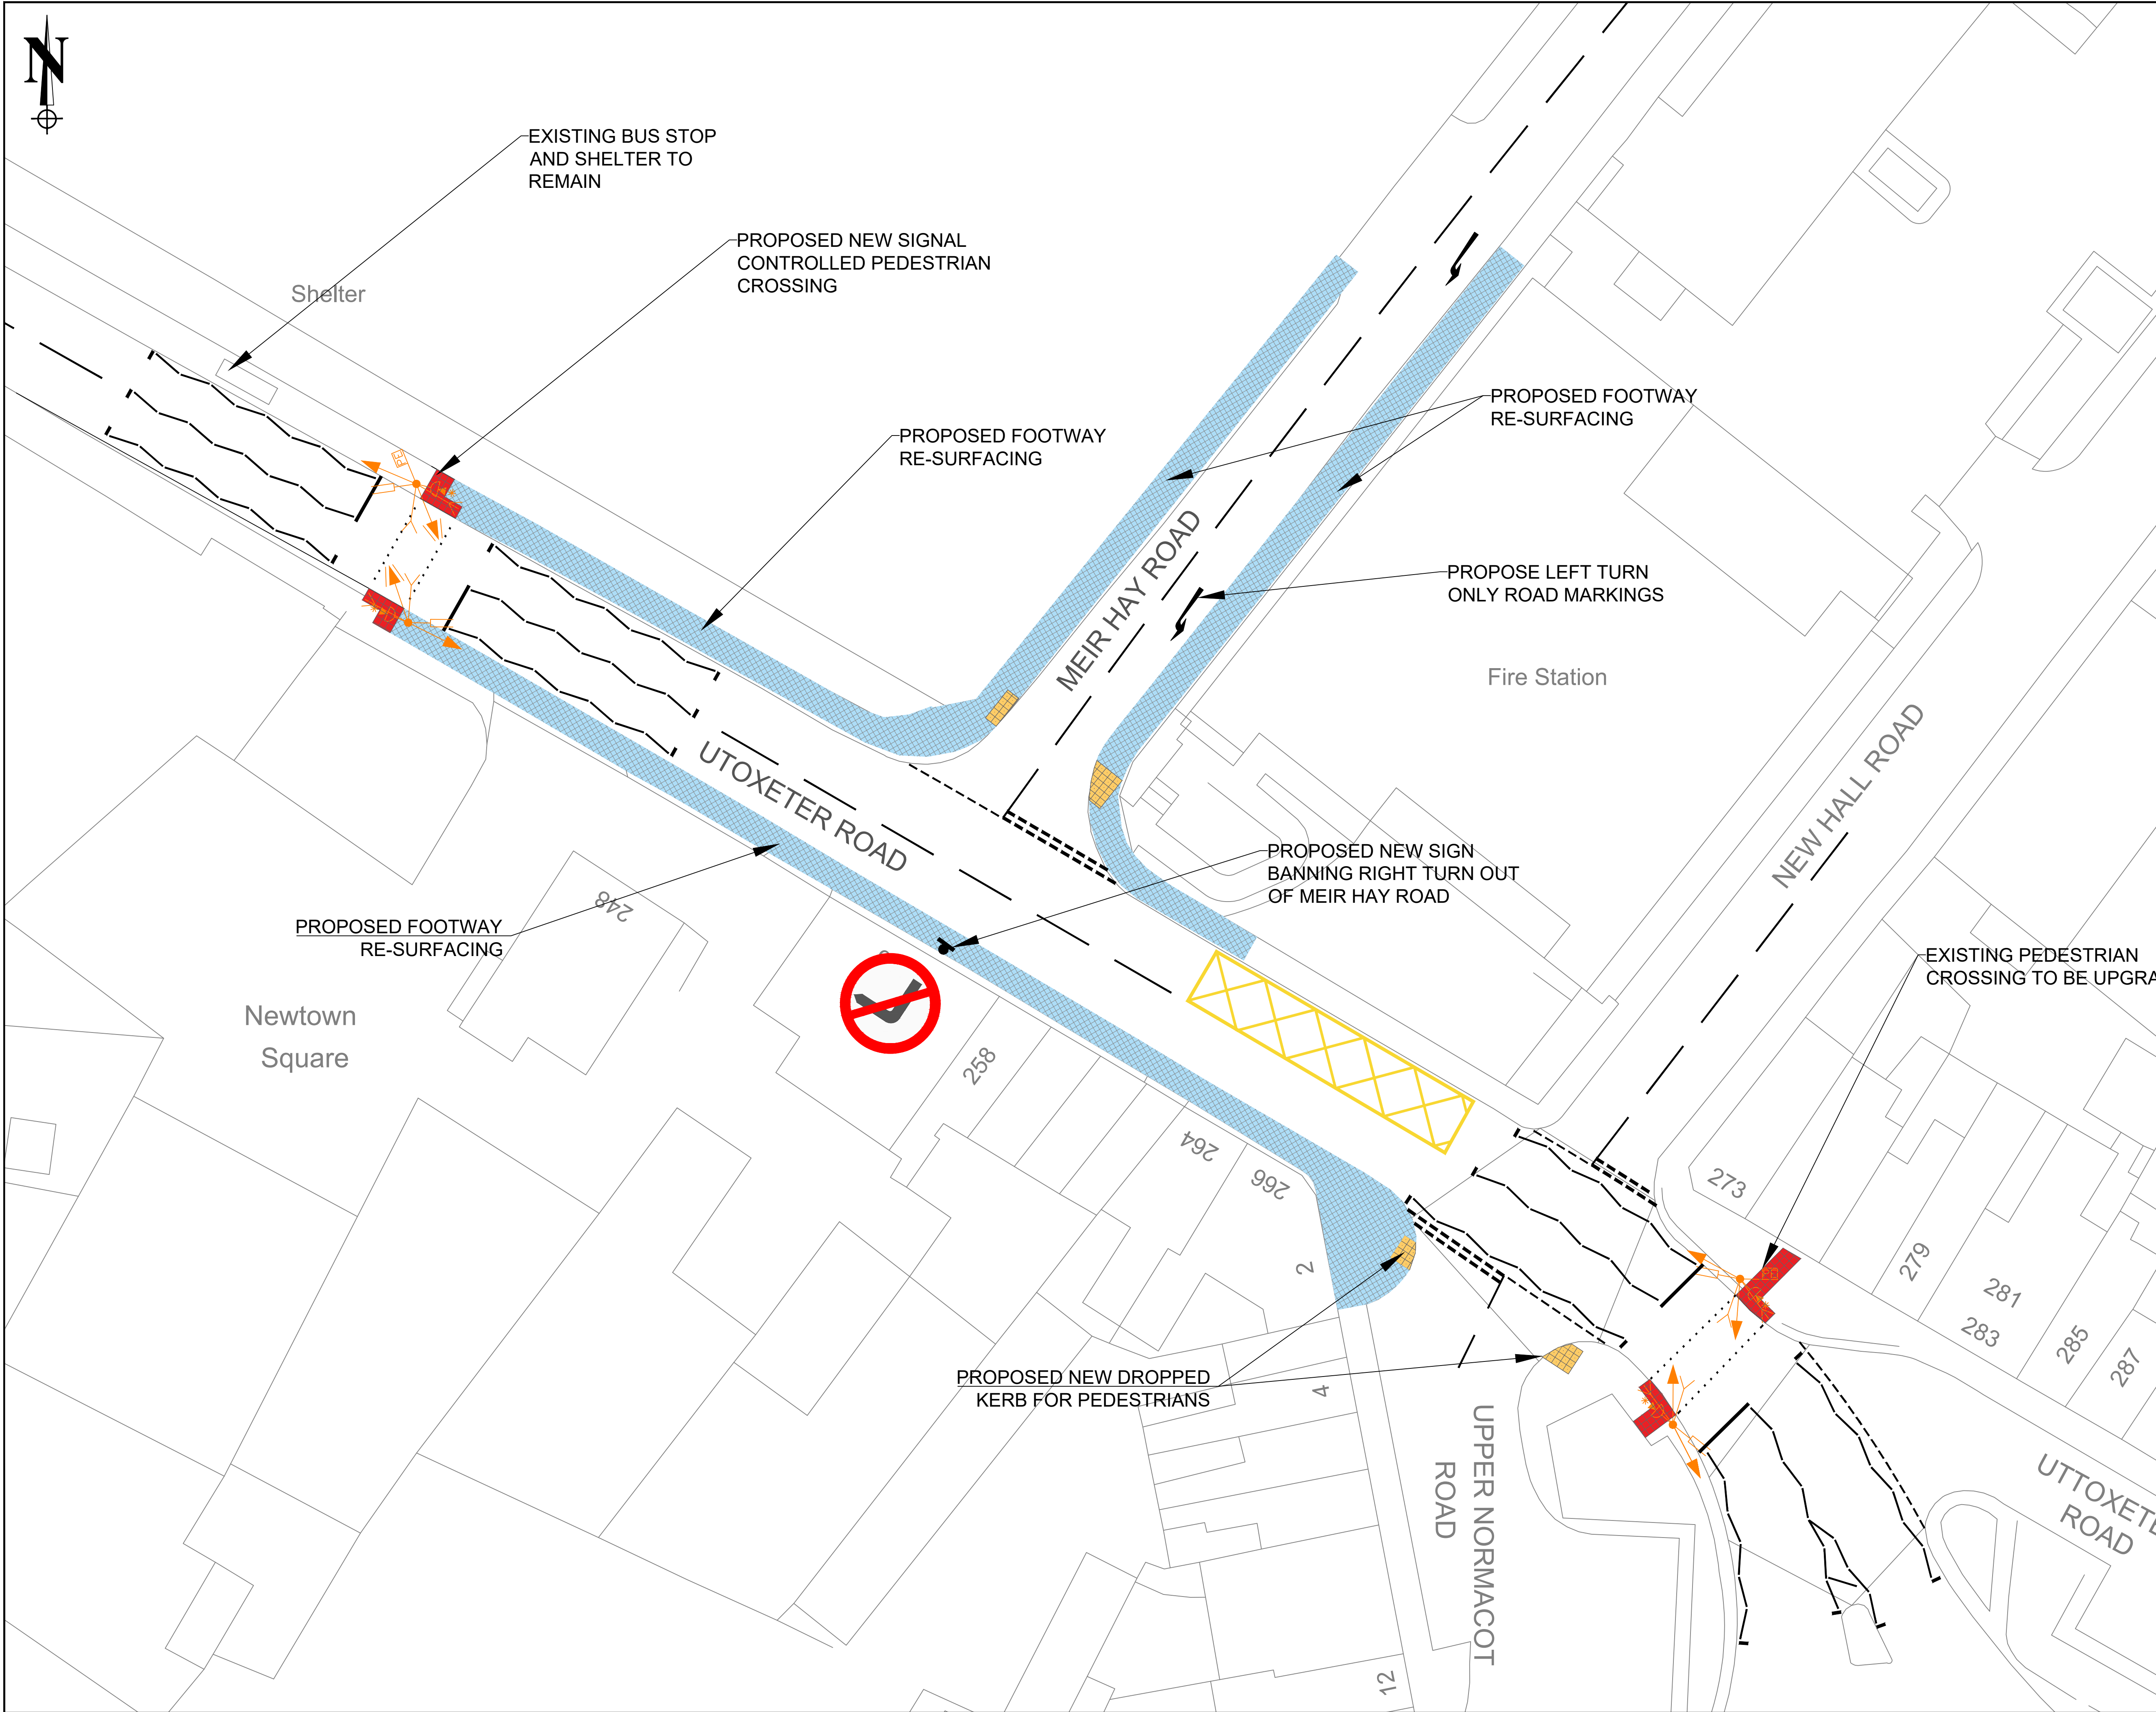 N
EXISTING BUS STOP
AND SHELTER TO
REMAIN
PROPOSED NEW SIGNAL
CONTROLLED PEDESTRIAN
CROSSING
Shelter
PROPOSED FOOTWAY
RE-SURFACING
PROPOSED FOOTWAY
RE-SURFACING
MEIR HAY ROAD
PROPOSE LEFT TURN
ONLY ROAD MARKINGS
Fire Station
NEW HALL ROAD
UTOXETER ROAD
PROPOSED NEW SIGN
BANNING RIGHT TURN OUT
OF MEIR HAY ROAD
248
PROPOSED FOOTWAY
RE-SURFACING
EXISTING PEDESTRIAN
CROSSING TO BE UPGRA
Newtown
Square
258
264
266
273
2
279
281
283
285
287
4
PROPOSED NEW DROPPED
KERB FOR PEDESTRIANS
UPPER NORMACOT
ROAD
UTTOXETE
ROAD
12